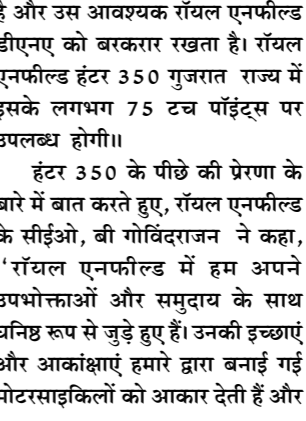 है और उस आवश्यक रॉयल एनफील्ड
डीएनए को बरकरार रखता है। रॉयल
एनफील्ड हंटर 350 गुजरात राज्य में
इसके लगभग 75 टच पॉइंट्स पर
उपलब्ध होगी॥
हंटर 350 के पीछे की प्रेरणा के
बारे में बात करते हुए, रॉयल एनफील्ड
के सीईओ, बी गोविंदराजन ने कहा,
‘रॉयल एनफील्ड में हम अपने
उपभोक्ताओं और समुदाय के साथ
घनिष्ठ रूप से जुड़े हुए हैं। उनकी इच्छाएं
और आकांक्षाएं हमारे द्वारा बनाई गई
मोटरसाइकिलों को आकार देती हैं और